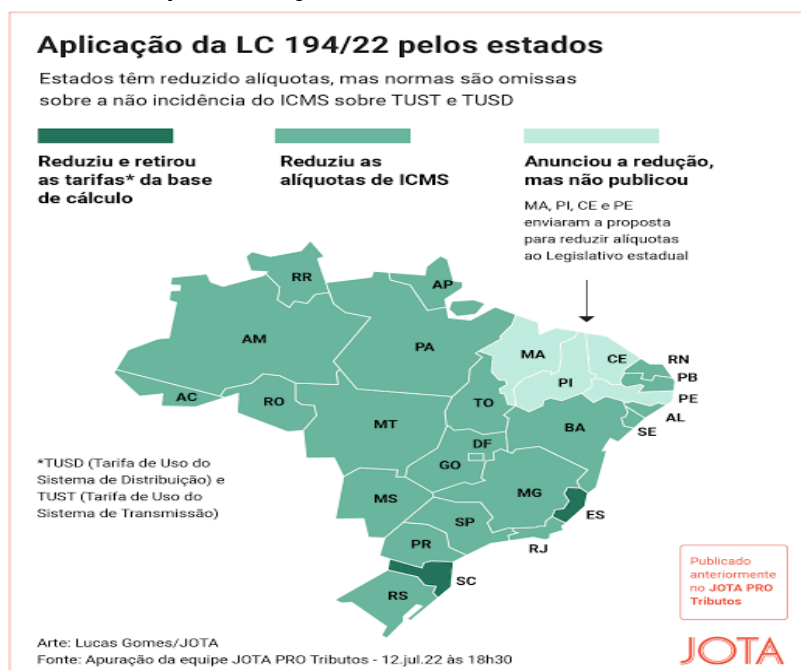 Aplicação da LC 194/22 pelos estados
Estados têm reduzido alíquotas, mas normas são omissas
sobre a não incidência do ICMS sobre TUST e TUSD
Reduziu e retirou
as tarifas* da base
de cálculo
Reduziu as
alíquotas de ICMS
Anunciou a redução,
mas não publicou
MA, PI, CE e PE
enviaram a proposta
para reduzir alíquotas
ao Legislativo estadual
RR
AP
AM
PA
MA
CE
RN
PB
PI
PE
AC
RO
TO
AL
MT
BA
SE
DF
GO
*TUSD (Tarifa de Uso do
Sistema de Distribuição) e
TUST (Tarifa de Uso do
Sistema de Transmissão)
MS
MG
ES
SP
PR
RJ
SC
RS
Publicado
anteriormente
no JOTA PRO
Tributos
Arte: Lucas Gomes/JOTA
Fonte: Apuração da equipe JOTA PRO Tributos - 12.jul.22 às 18h30
JOTA